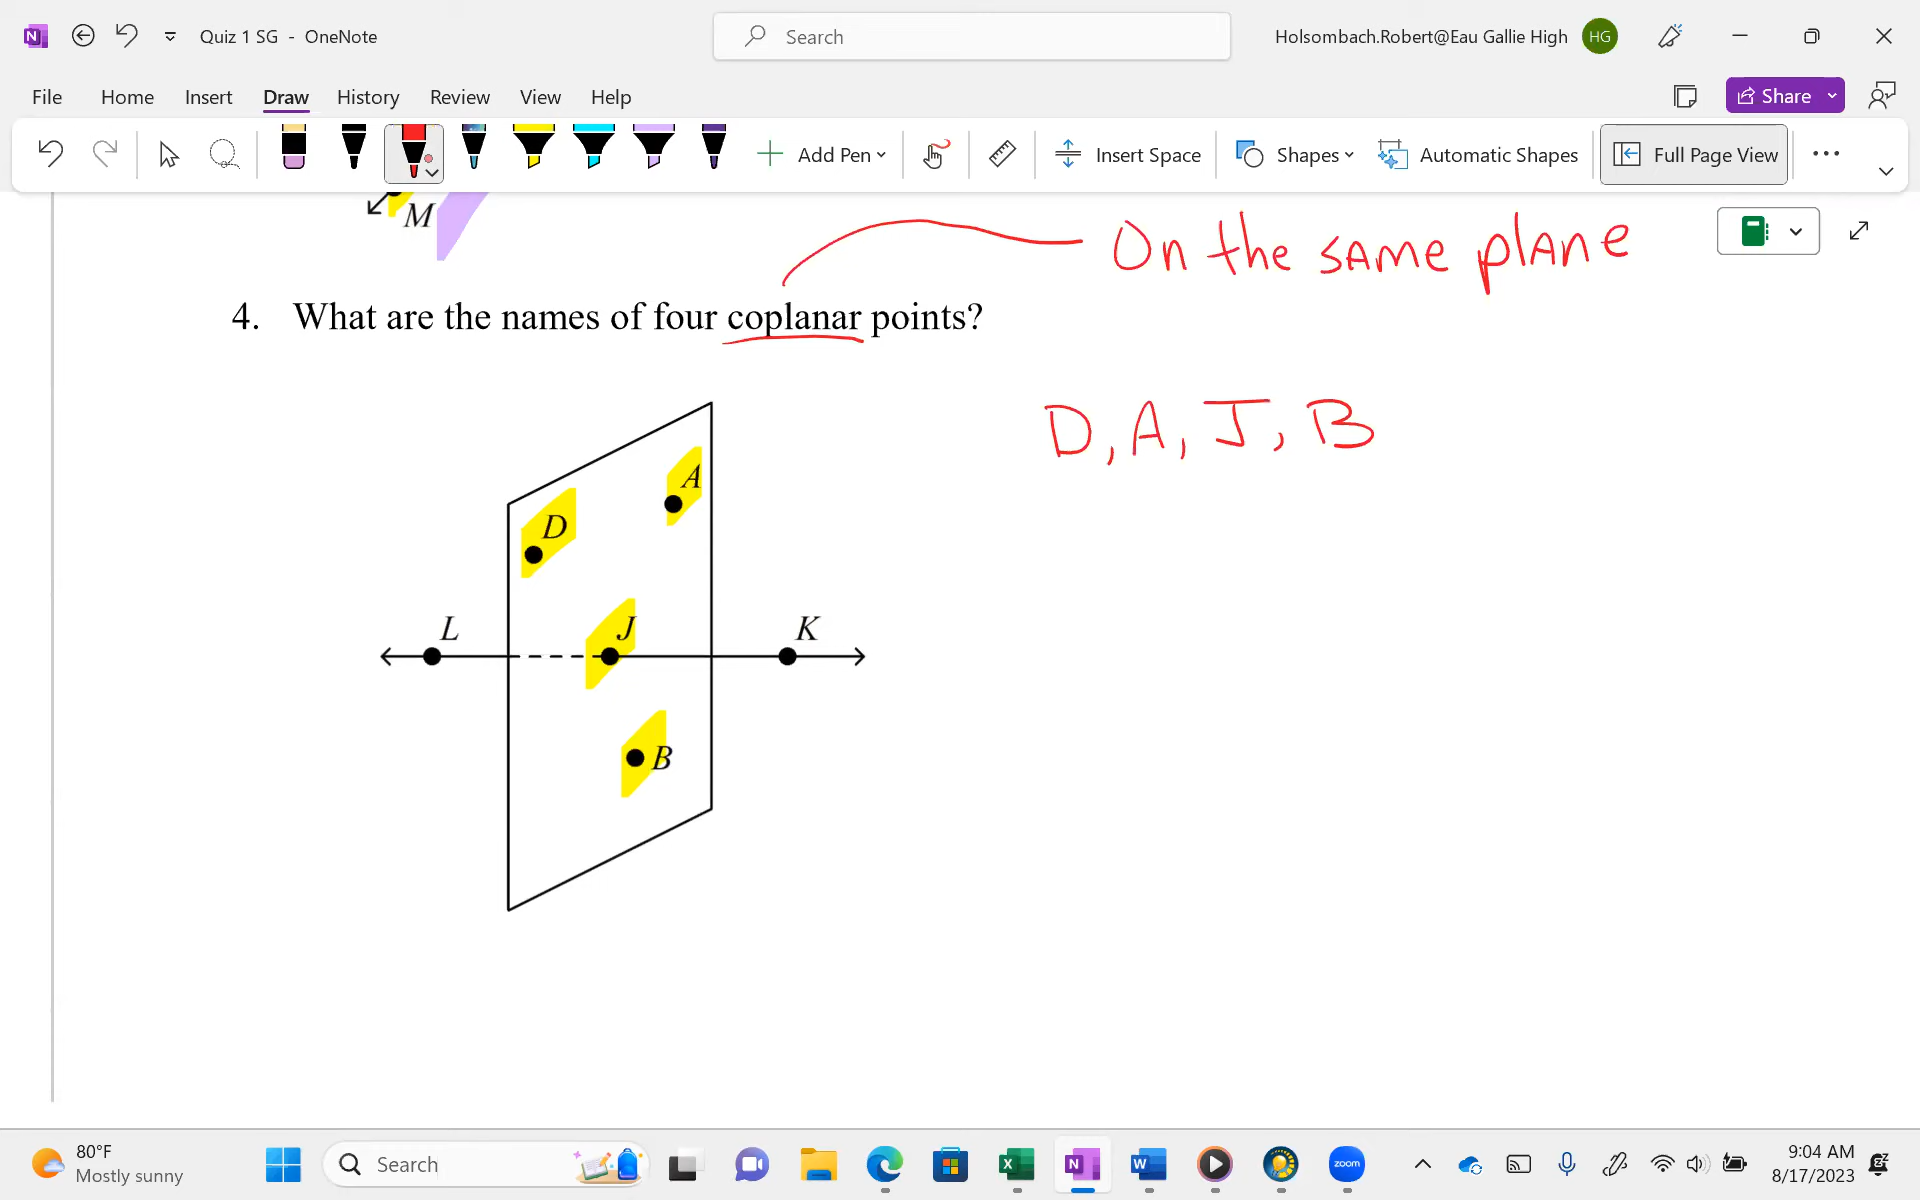 Quiz 1 SG - OneNote
Search
Holsombach.Robert@Eau Gallie High
HG
File Home Insert Draw History Review View Help
Share
Add Pen
Insert Space
Shapes
Automatic Shapes
Full Page View
M
On the same plane
4. What are the names of four coplanar points?
D, A, J, B
A
D
L
J
K
B
80°F
Mostly sunny
Search
zoom
9:04 AM
8/17/2023